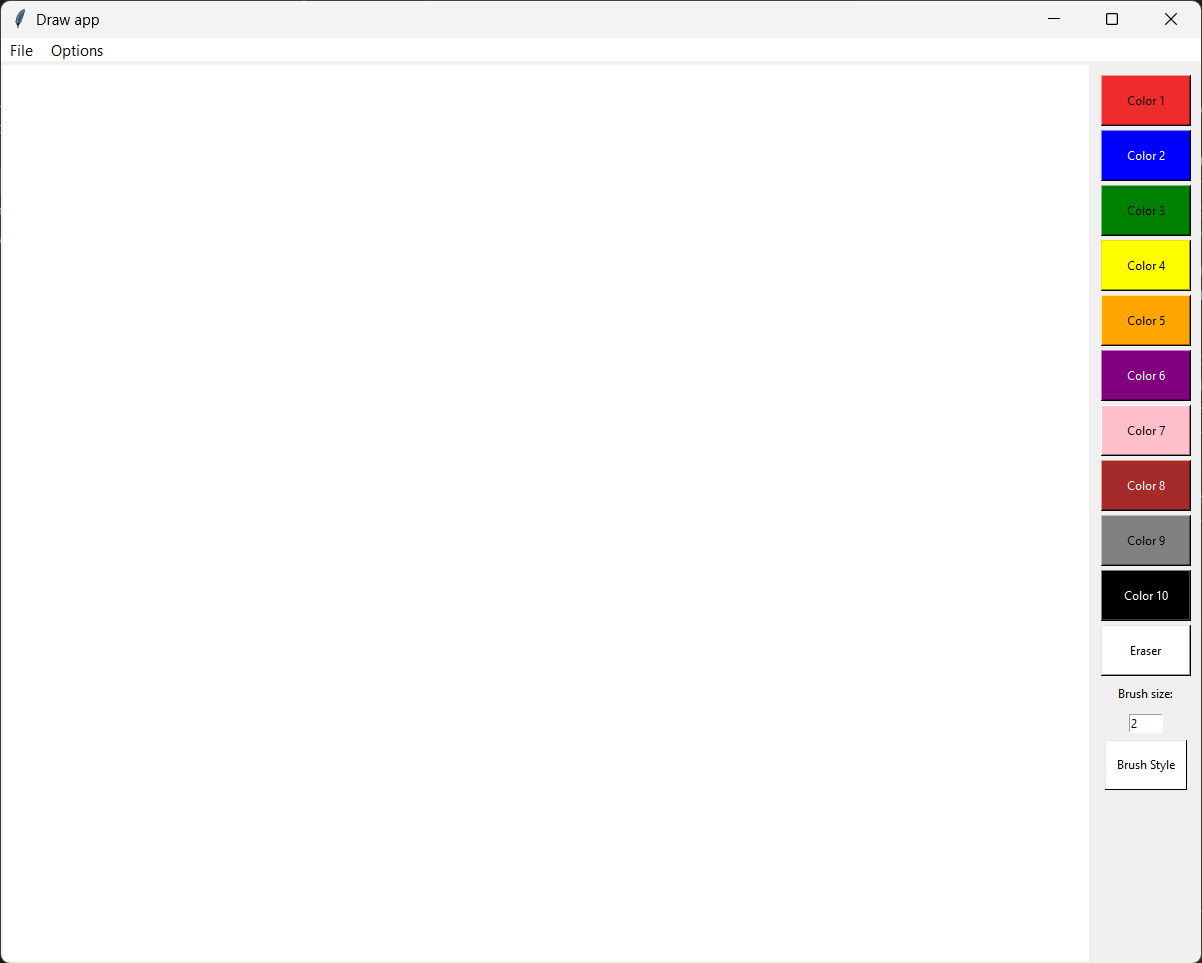 Draw app
File Options
Color 1
Color 2
Color 3
Color 4
Color 5
Color 6
Color 7
Color 8
Color 9
Color 10
Eraser
Brush size:
2
Brush Style